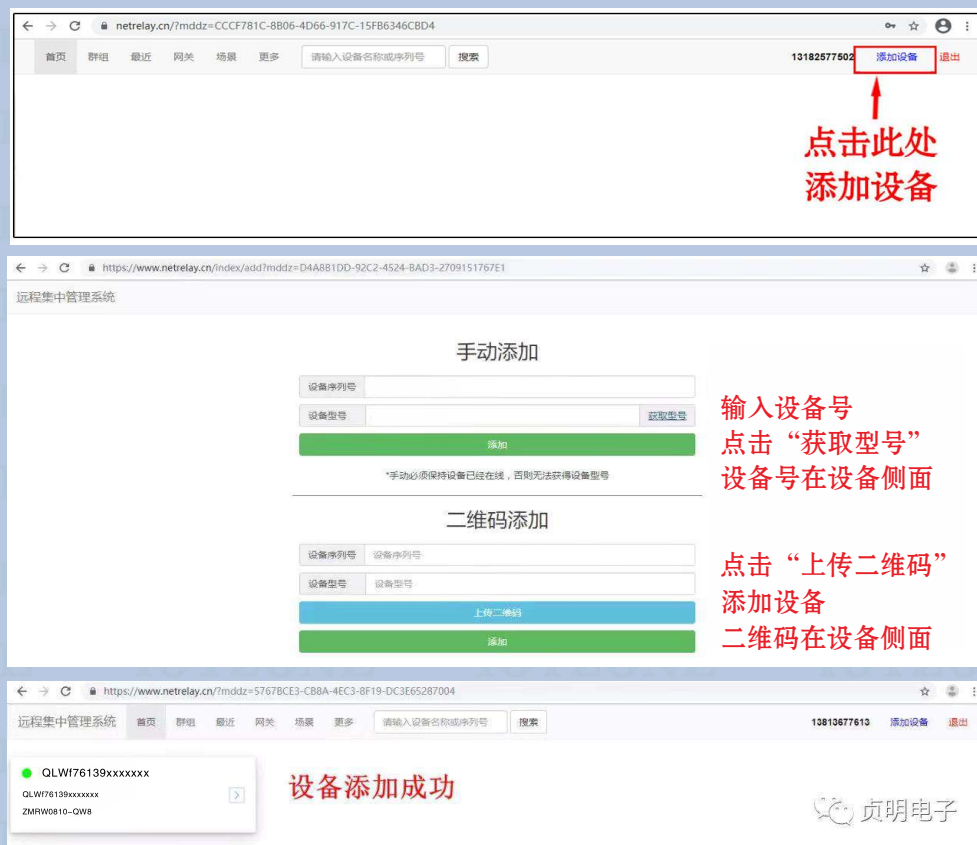 netrelay.cn/?mddz=CCCF781C-8B06-4D66-917C-15FB6346CBD4
首页 群组 最近 网关 场景 更多 请输入设备名称或序列号 搜索 13182577502 添加设备 退出
点击此处
添加设备
https://www.netrelay.cn/index/add?mddz=D4A8B1DD-92C2-4524-BAD3-2709151767E1
远程集中管理系统
手动添加
设备序列号
设备型号 获取型号
添加
*手动必须保持设备已经在线，否则无法获得设备型号
输入设备号
点击“获取型号”
设备号在设备侧面
二维码添加
设备序列号 设备序列号
设备型号 设备型号
上传二维码
添加
点击“上传二维码”
添加设备
二维码在设备侧面
https://www.netrelay.cn/?mddz=5767BCE3-CB8A-4EC3-8F19-DC3E65287004
远程集中管理系统 首页 群组 最近 网关 场景 更多 请输入设备名称或序列号 搜索 13813677613 添加设备 退出
QLWf76139xxxxxxx
QLWf76139xxxxxxx
ZMRW0810-QW8
设备添加成功
贞明电子